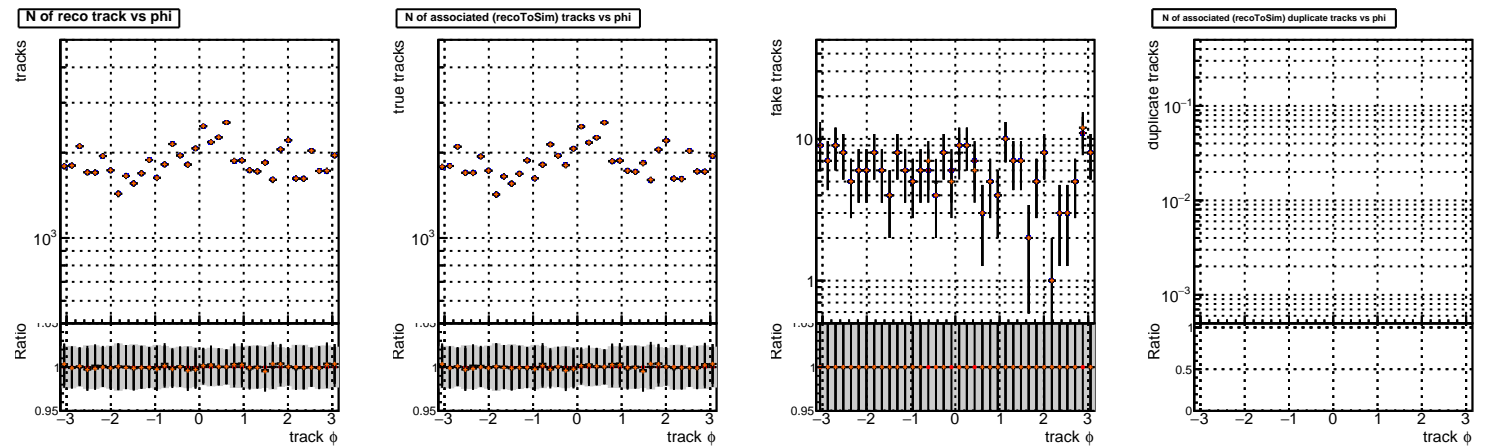 N of reco track vs phi
tracks
10³
Ratio
1.05
1
0.95
−3 −2 −1 0 1 2 3
track ϕ
N of associated (recoToSim) tracks vs phi
true tracks
10³
Ratio
1.05
1
0.95
−3 −2 −1 0 1 2 3
track ϕ
fake tracks
10
1
Ratio
1.05
1
0.95
−3 −2 −1 0 1 2 3
track ϕ
N of associated (recoToSim) duplicate tracks vs phi
duplicate tracks
10⁻¹
10⁻²
10⁻³
Ratio
1
0.5
0
−3 −2 −1 0 1 2 3
track ϕ